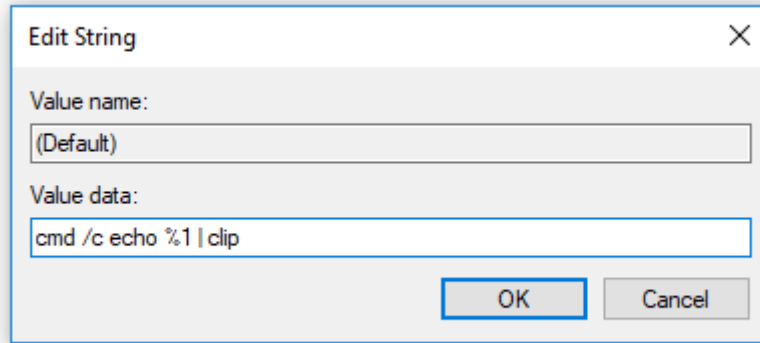 Edit String
Value name:
(Default)
Value data:
cmd /c echo %1 | clip
OK Cancel